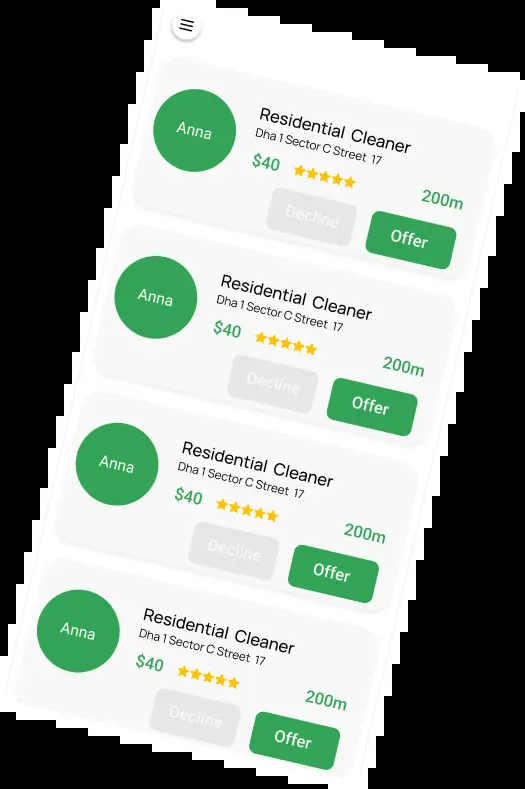 Anna
Residential Cleaner
Dha 1 Sector C Street 17
$40
200m
Decline
Offer
Anna
Residential Cleaner
Dha 1 Sector C Street 17
$40
200m
Decline
Offer
Anna
Residential Cleaner
Dha 1 Sector C Street 17
$40
200m
Decline
Offer
Anna
Residential Cleaner
Dha 1 Sector C Street 17
$40
200m
Decline
Offer